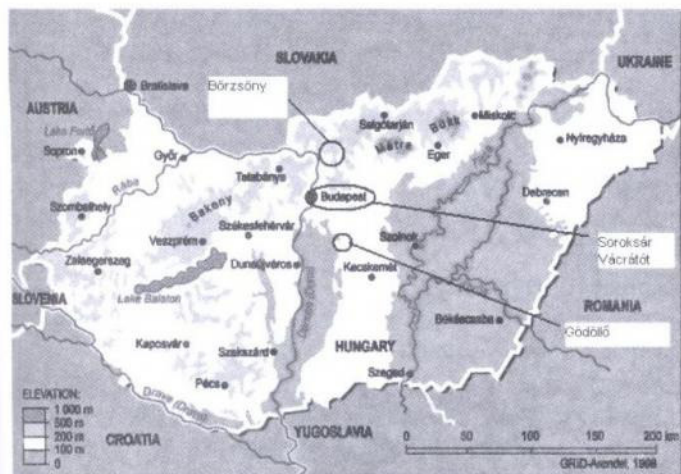 SLOVAKIA
UKRAINE
Börzsöny
Bratislava
AUSTRIA
Salgótarján
Bükk
Miskolc
Mátra
Nyíregyháza
Sopron
Győr
Eger
Tisza
Rába
Tatabánya
Debrecen
Budapest
Szombathely
Bakony
Székesfehérvár
Szolnok
Soroksár
Vácrátót
Veszprém
Zalaegerszeg
Dunaújváros
Kecskemét
SLOVENIA
Lake Balaton
ROMANIA
Békéscsaba
Gödöllő
Kaposvár
Szekszárd
HUNGARY
Pécs
Szeged
ELEVATION:
1 000 m
500 m
200 m
100 m
0
CROATIA
YUGOSLAVIA
0 50 100 150 200 km
GRID-Arendal, 1998